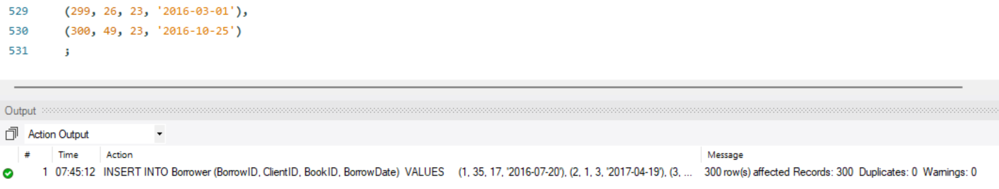 529 (299, 26, 23, '2016-03-01'),
530 (300, 49, 23, '2016-10-25')
531 ;
Output
Action Output
# Time Action Message
1 07:45:12 INSERT INTO Borrower (BorrowID, ClientID, BookID, BorrowDate) VALUES (1, 35, 17, '2016-07-20'), (2, 1, 3, '2017-04-19'), (3, ... 300 row(s) affected Records: 300 Duplicates: 0 Warnings: 0